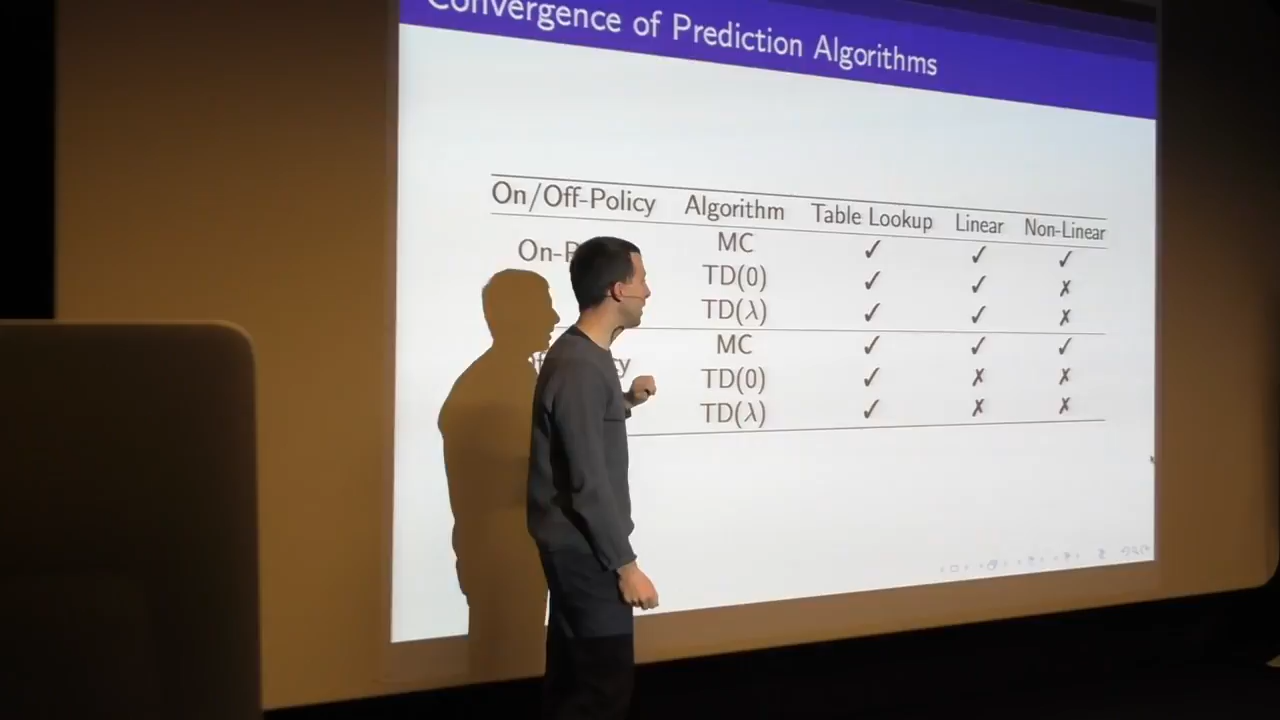 Convergence of Prediction Algorithms
On/Off-Policy Algorithm Table Lookup Linear Non-Linear
MC ✓ ✓ ✓
TD(0) ✓ ✓ ✗
TD(λ) ✓ ✓ ✗
MC ✓ ✓ ✓
TD(0) ✓ ✗ ✗
TD(λ) ✓ ✗ ✗